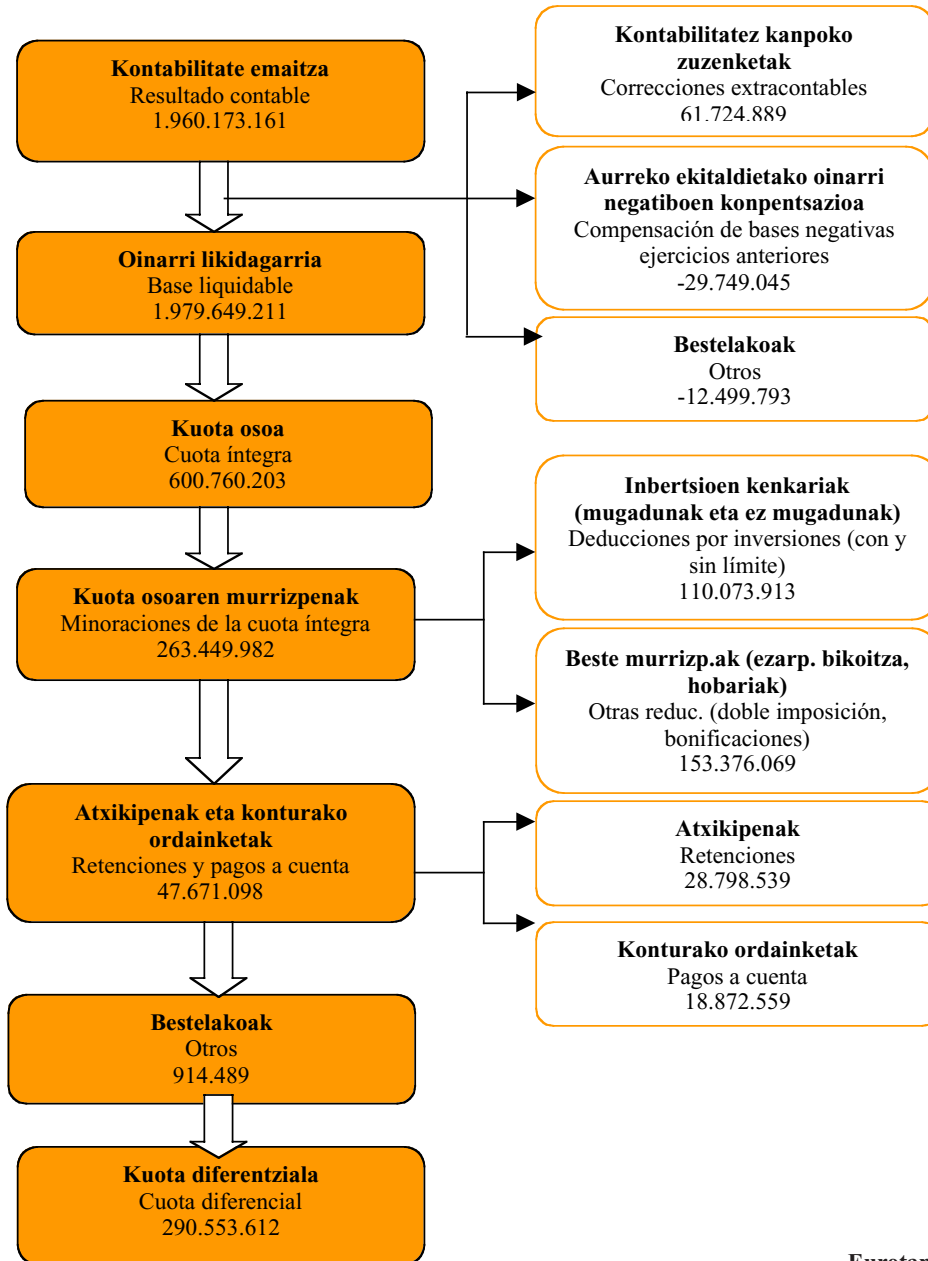 Kontabilitate emaitza
Resultado contable
1.960.173.161
Kontabilitatez kanpoko
zuzenketak
Correcciones extracontables
61.724.889
Aurreko ekitaldietako oinarri
negatiboen konpentsazioa
Compensación de bases negativas
ejercicios anteriores
-29.749.045
Oinarri likidagarria
Base liquidable
1.979.649.211
Bestelakoak
Otros
-12.499.793
Kuota osoa
Cuota íntegra
600.760.203
Inbertsioen kenkariak
(mugadunak eta ez mugadunak)
Deducciones por inversiones (con y
sin límite)
110.073.913
Kuota osoaren murrizpenak
Minoraciones de la cuota íntegra
263.449.982
Beste murrizp.ak (ezarp. bikoitza,
hobariak)
Otras reduc. (doble imposición,
bonificaciones)
153.376.069
Atxikipenak eta konturako
ordainketak
Retenciones y pagos a cuenta
47.671.098
Atxikipenak
Retenciones
28.798.539
Konturako ordainketak
Pagos a cuenta
18.872.559
Bestelakoak
Otros
914.489
Kuota diferentziala
Cuota diferencial
290.553.612